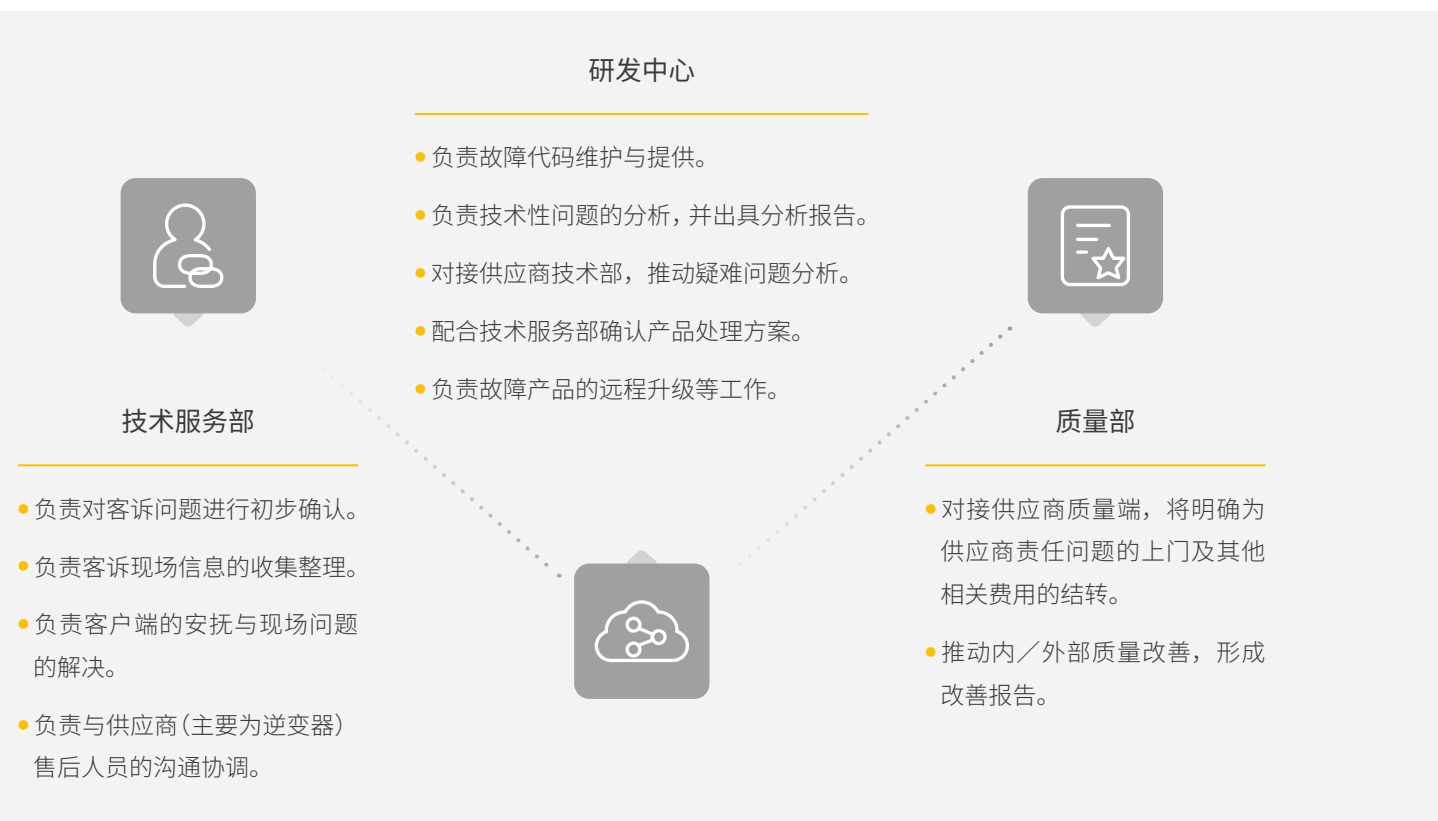 研发中心
负责故障代码维护与提供。
负责技术性问题的分析，并出具分析报告。
对接供应商技术部，推动疑难问题分析。
配合技术服务部确认产品处理方案。
负责故障产品的远程升级等工作。
技术服务部
负责对客诉问题进行初步确认。
负责客诉现场信息的收集整理。
负责客户端的安抚与现场问题
的解决。
负责与供应商（主要为逆变器）
售后人员的沟通协调。
质量部
对接供应商质量端，将明确为
供应商责任问题的上门及其他
相关费用的结转。
推动内／外部质量改善，形成
改善报告。